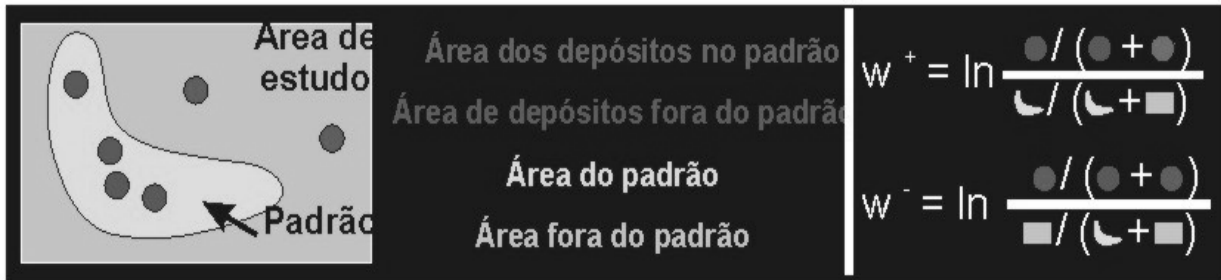 Área de
estudo
Padrão
Área dos depósitos no padrão
Área de depósitos fora do padrão
Área do padrão
Área fora do padrão
w + = ln / ( + )
/ ( + )
w - = ln / ( + )
/ ( + )